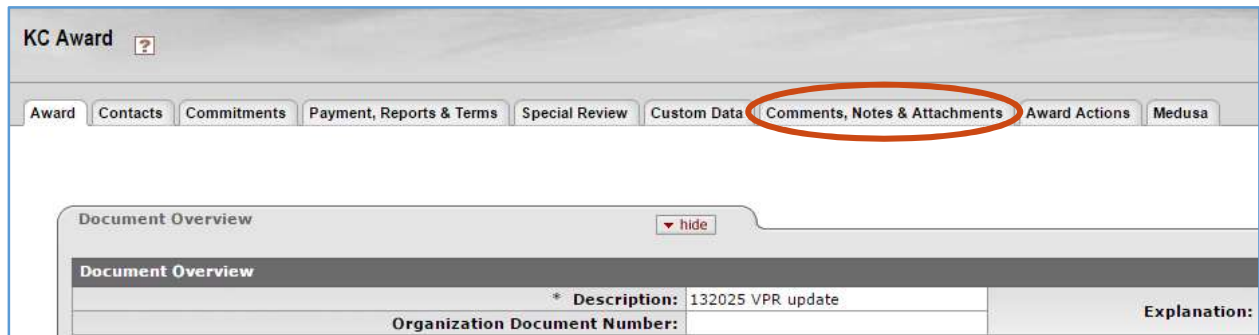 KC Award ?
Award Contacts Commitments Payment, Reports & Terms Special Review Custom Data Comments, Notes & Attachments Award Actions Medusa
Document Overview hide
Document Overview
* Description: 132025 VPR update Explanation:
Organization Document Number: